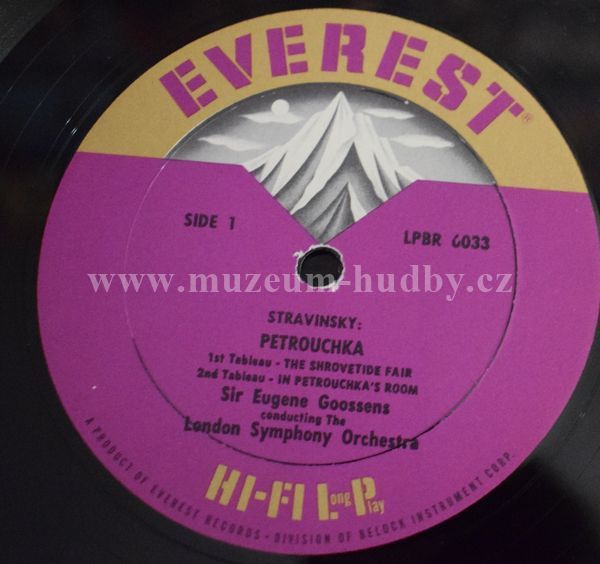 EVEREST®
SIDE 1
LPBR 6033
www.muzeum-hudby.cz
STRAVINSKY:
PETROUCHKA
1st Tableau - THE SHROVETIDE FAIR
2nd Tableau - IN PETROUCHKA'S ROOM
Sir Eugene Goossens
conducting The
London Symphony Orchestra
HI-FI Long Play
A PRODUCT OF EVEREST RECORDS - DIVISION OF BELOCK INSTRUMENT CORP.